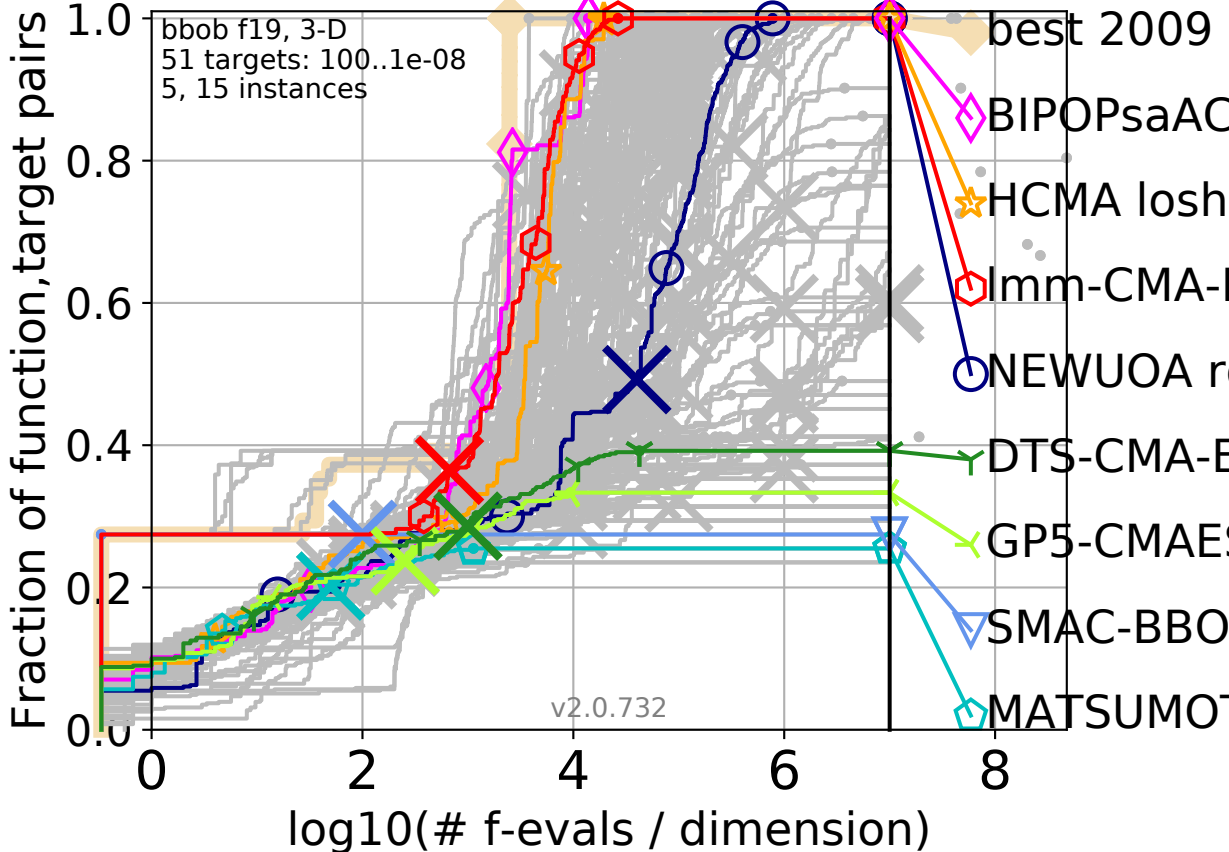 bbob f19, 3-D
51 targets: 100..1e-08
5, 15 instances
Fraction of function,target pairs
1.0
0.8
0.6
0.4
0.2
0.0
0
2
4
6
8
log10(# f-evals / dimension)
v2.0.732
best 2009
BIPOPsaAC
HCMA losh
lmm-CMA-
NEWUOA r
DTS-CMA-E
GP5-CMAES
SMAC-BBO
MATSUMOT